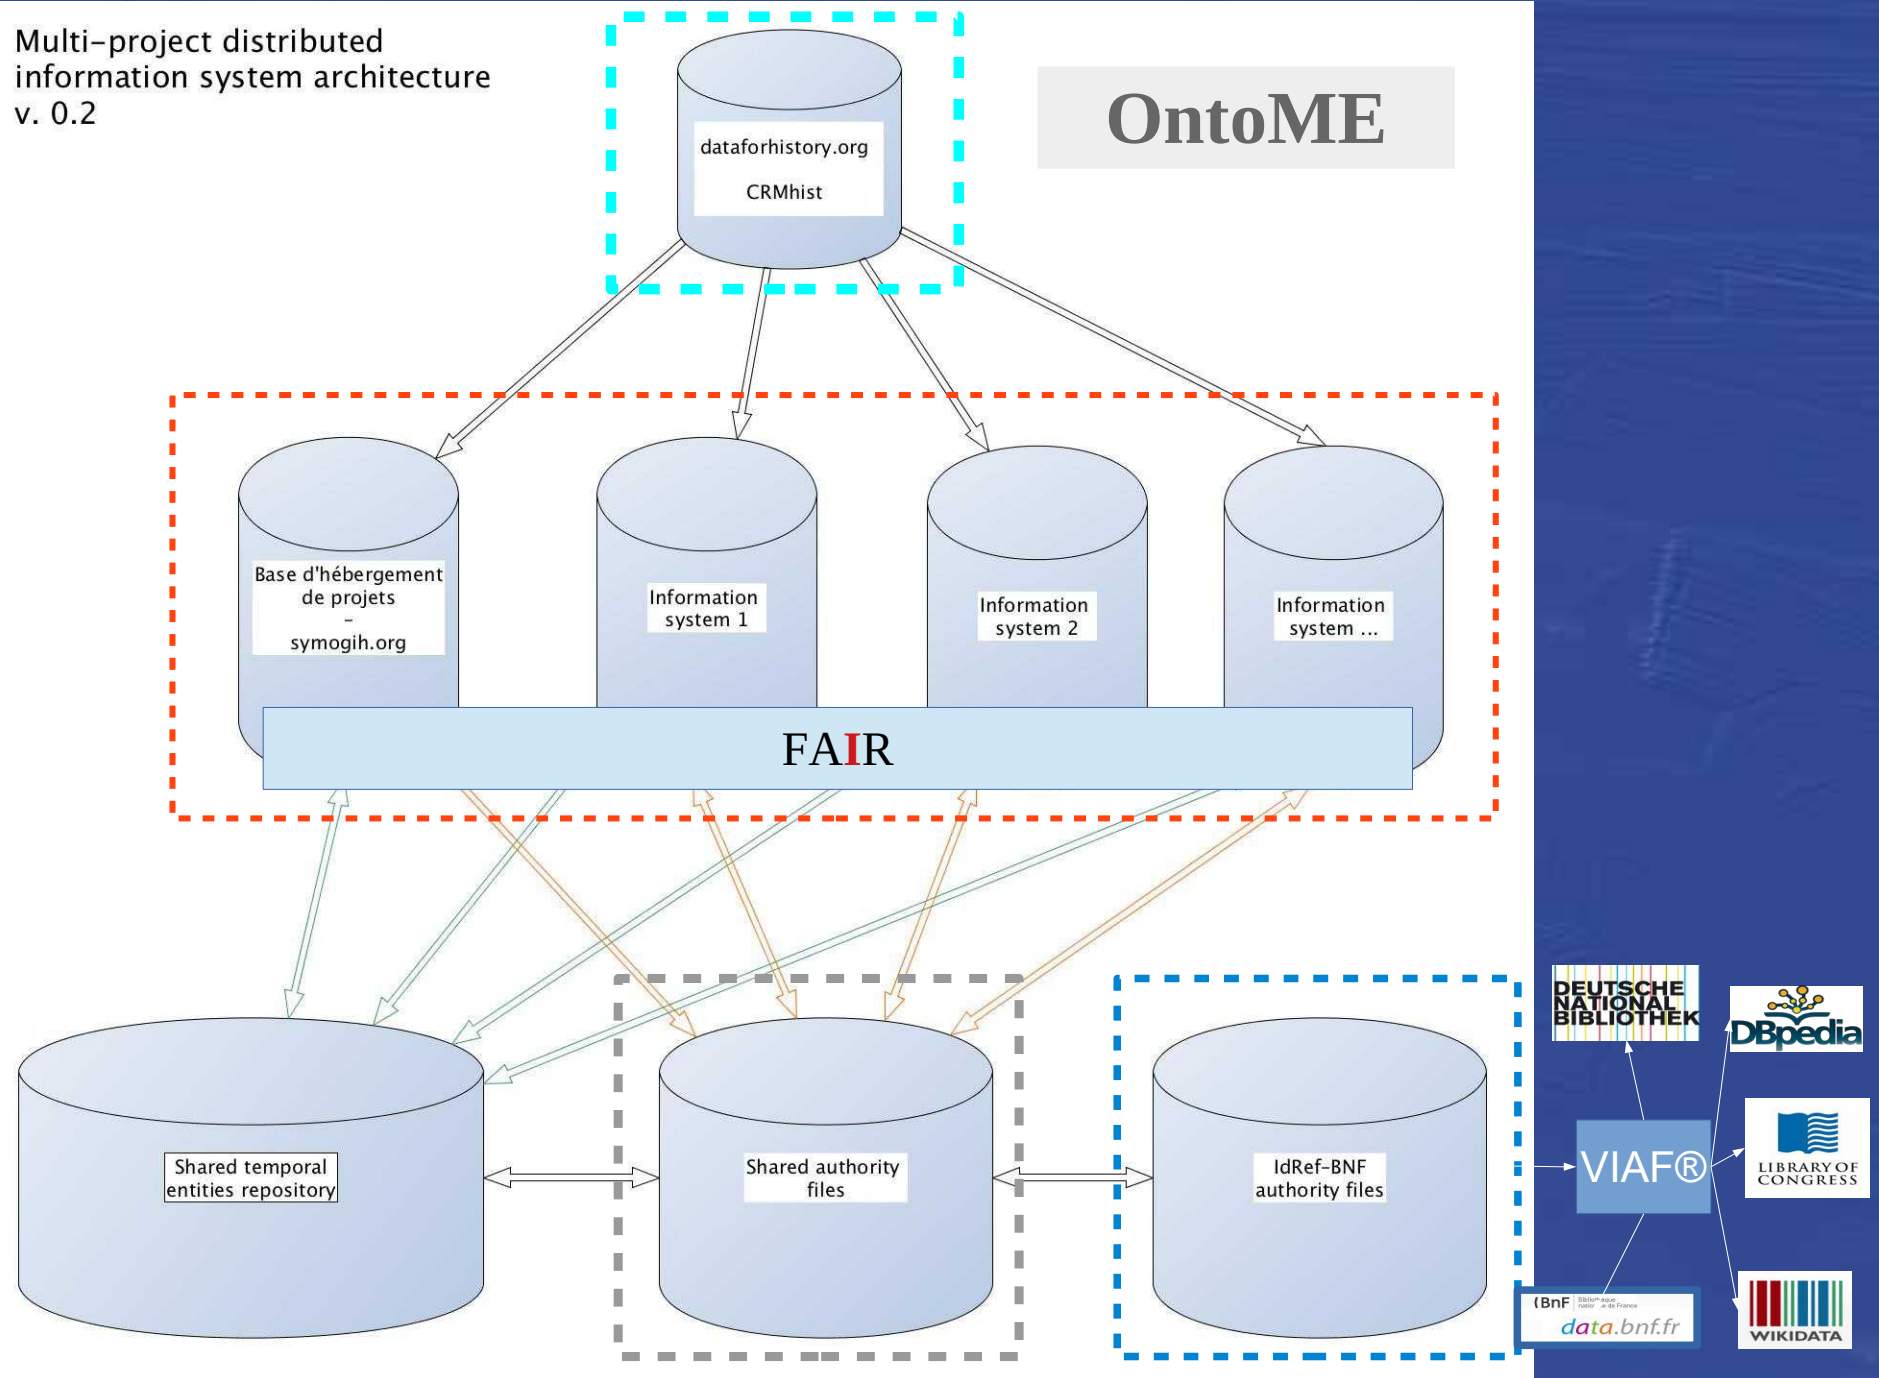 Multi-project distributed
information system architecture
v. 0.2
dataforhistory.org
CRMhist
OntoME
Base d'hébergement
de projets
-
symogih.org
Information
system 1
Information
system 2
Information
system ...
FAIR
Shared temporal
entities repository
Shared authority
files
IdRef-BNF
authority files
DEUTSCHE
NATIONAL
BIBLIOTHEK
DBpedia
VIAF®
LIBRARY OF
CONGRESS
(BnF
de France
data.bnf.fr
WIKIDATA